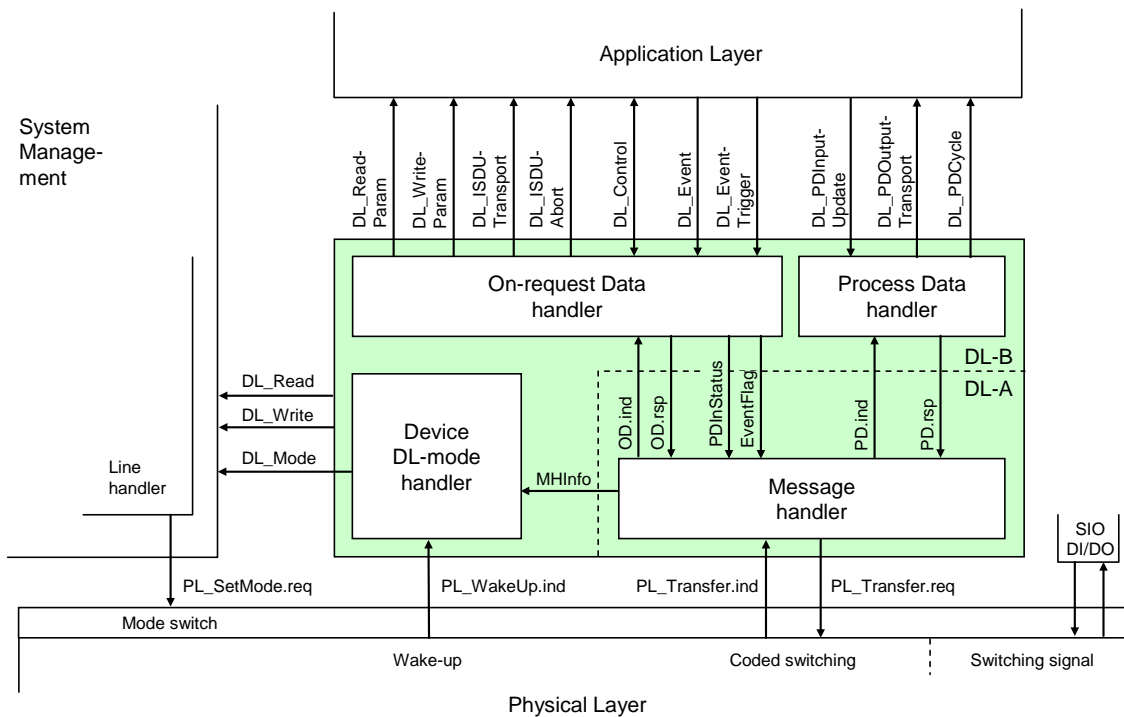 Application Layer
System
Manage-
ment
DL_Read-
Param
DL_Write-
Param
DL_ISDU-
Transport
DL_ISDU-
Abort
DL_Control
DL_Event
DL_Event-
Trigger
DL_PDInput-
Update
DL_PDOutput-
Transport
DL_PDCycle
On-request Data
handler
Process Data
handler
DL-B
DL-A
OD.ind
OD.rsp
PDInStatus
EventFlag
PD.ind
PD.rsp
DL_Read
DL_Write
DL_Mode
Device
DL-mode
handler
MHInfo
Message
handler
Line
handler
SIO
DI/DO
PL_SetMode.req
PL_WakeUp.ind
PL_Transfer.ind
PL_Transfer.req
Mode switch
Wake-up
Coded switching
Switching signal
Physical Layer